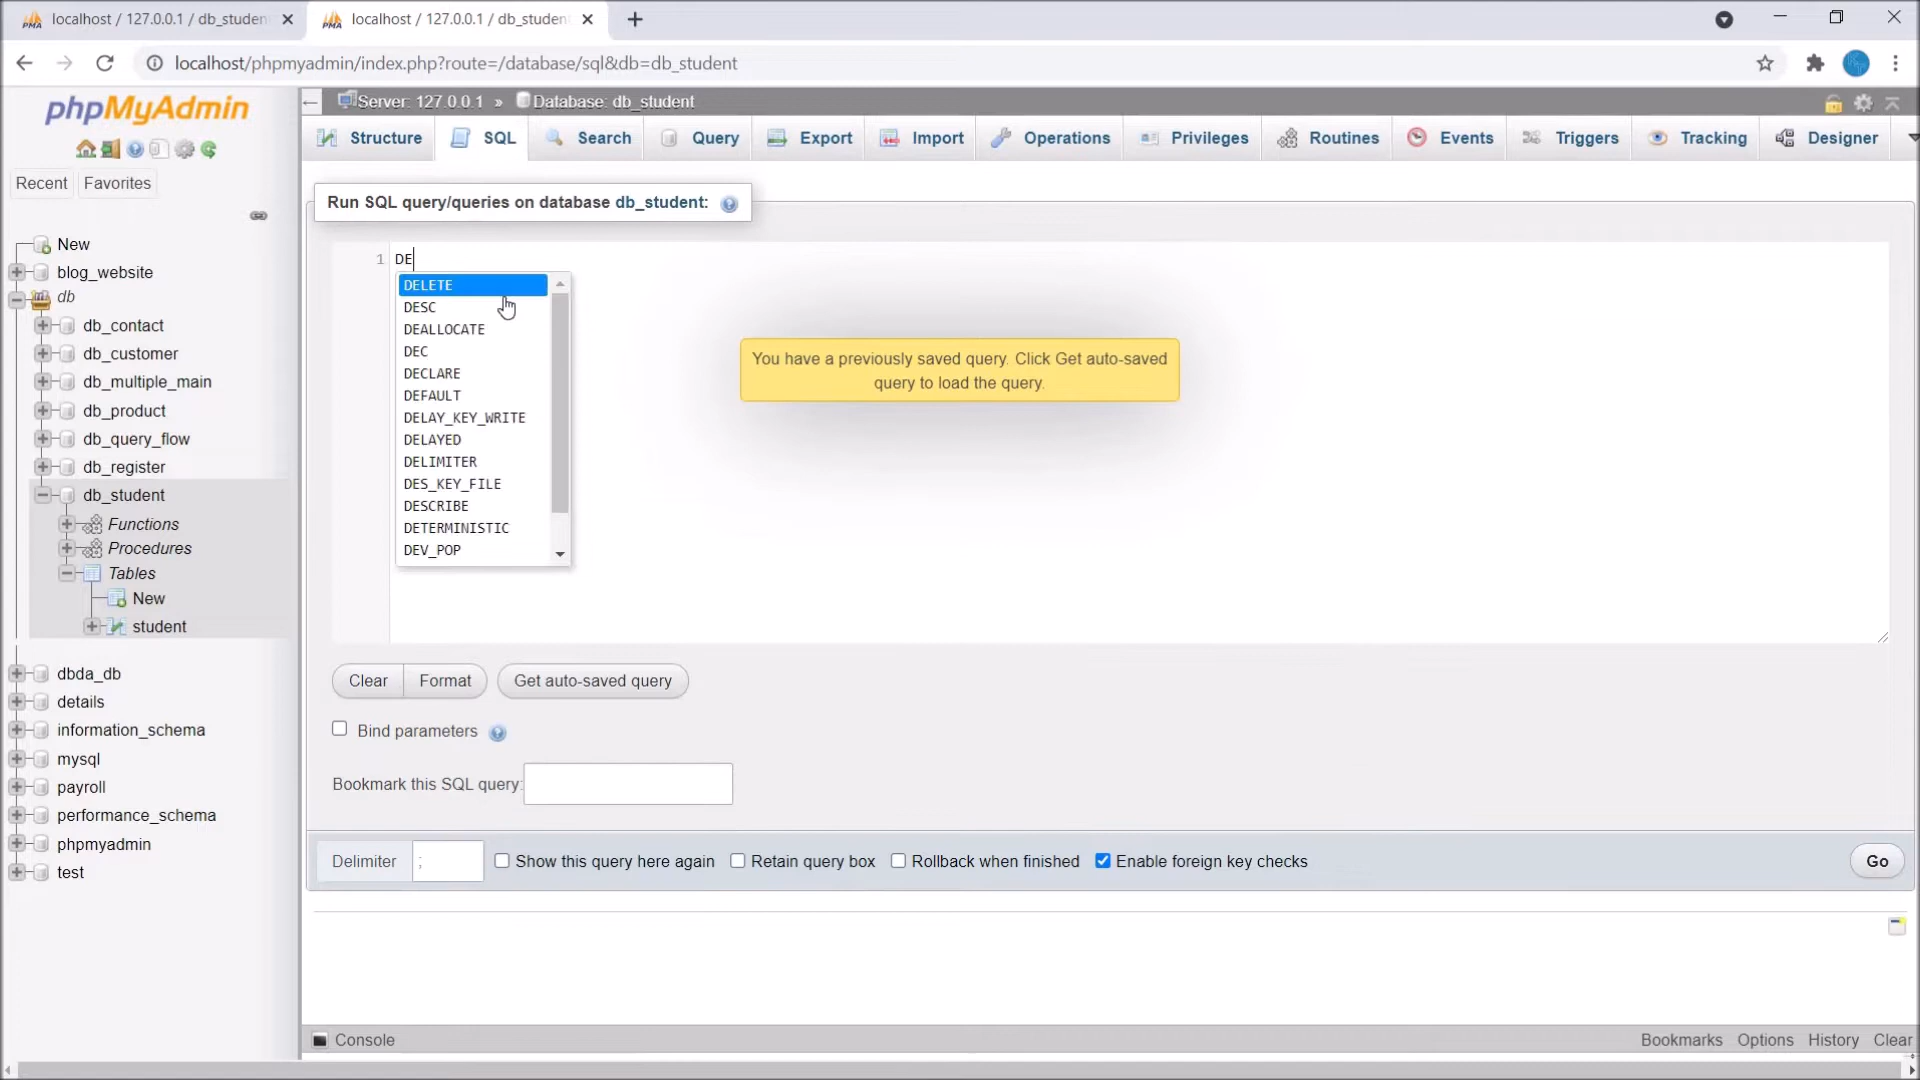 localhost / 127.0.0.1 / db_studen
localhost / 127.0.0.1 / db_studen
localhost/phpmyadmin/index.php?route=/database/sql&db=db_student
phpMyAdmin
Recent Favorites
New
blog_website
db
db_contact
db_customer
db_multiple_main
db_product
db_query_flow
db_register
db_student
Functions
Procedures
Tables
New
student
dbda_db
details
information_schema
mysql
payroll
performance_schema
phpmyadmin
test
Server: 127.0.0.1 » Database: db_student
Structure SQL Search Query Export Import Operations Privileges Routines Events Triggers Tracking Designer
Run SQL query/queries on database db_student:
1 DE
DELETE
DESC
DEALLOCATE
DEC
DECLARE
DEFAULT
DELAY_KEY_WRITE
DELAYED
DELIMITER
DES_KEY_FILE
DESCRIBE
DETERMINISTIC
DEV_POP
You have a previously saved query. Click Get auto-saved
query to load the query.
Clear Format Get auto-saved query
Bind parameters
Bookmark this SQL query:
Delimiter ; Show this query here again Retain query box Rollback when finished Enable foreign key checks Go
Console Bookmarks Options History Clear